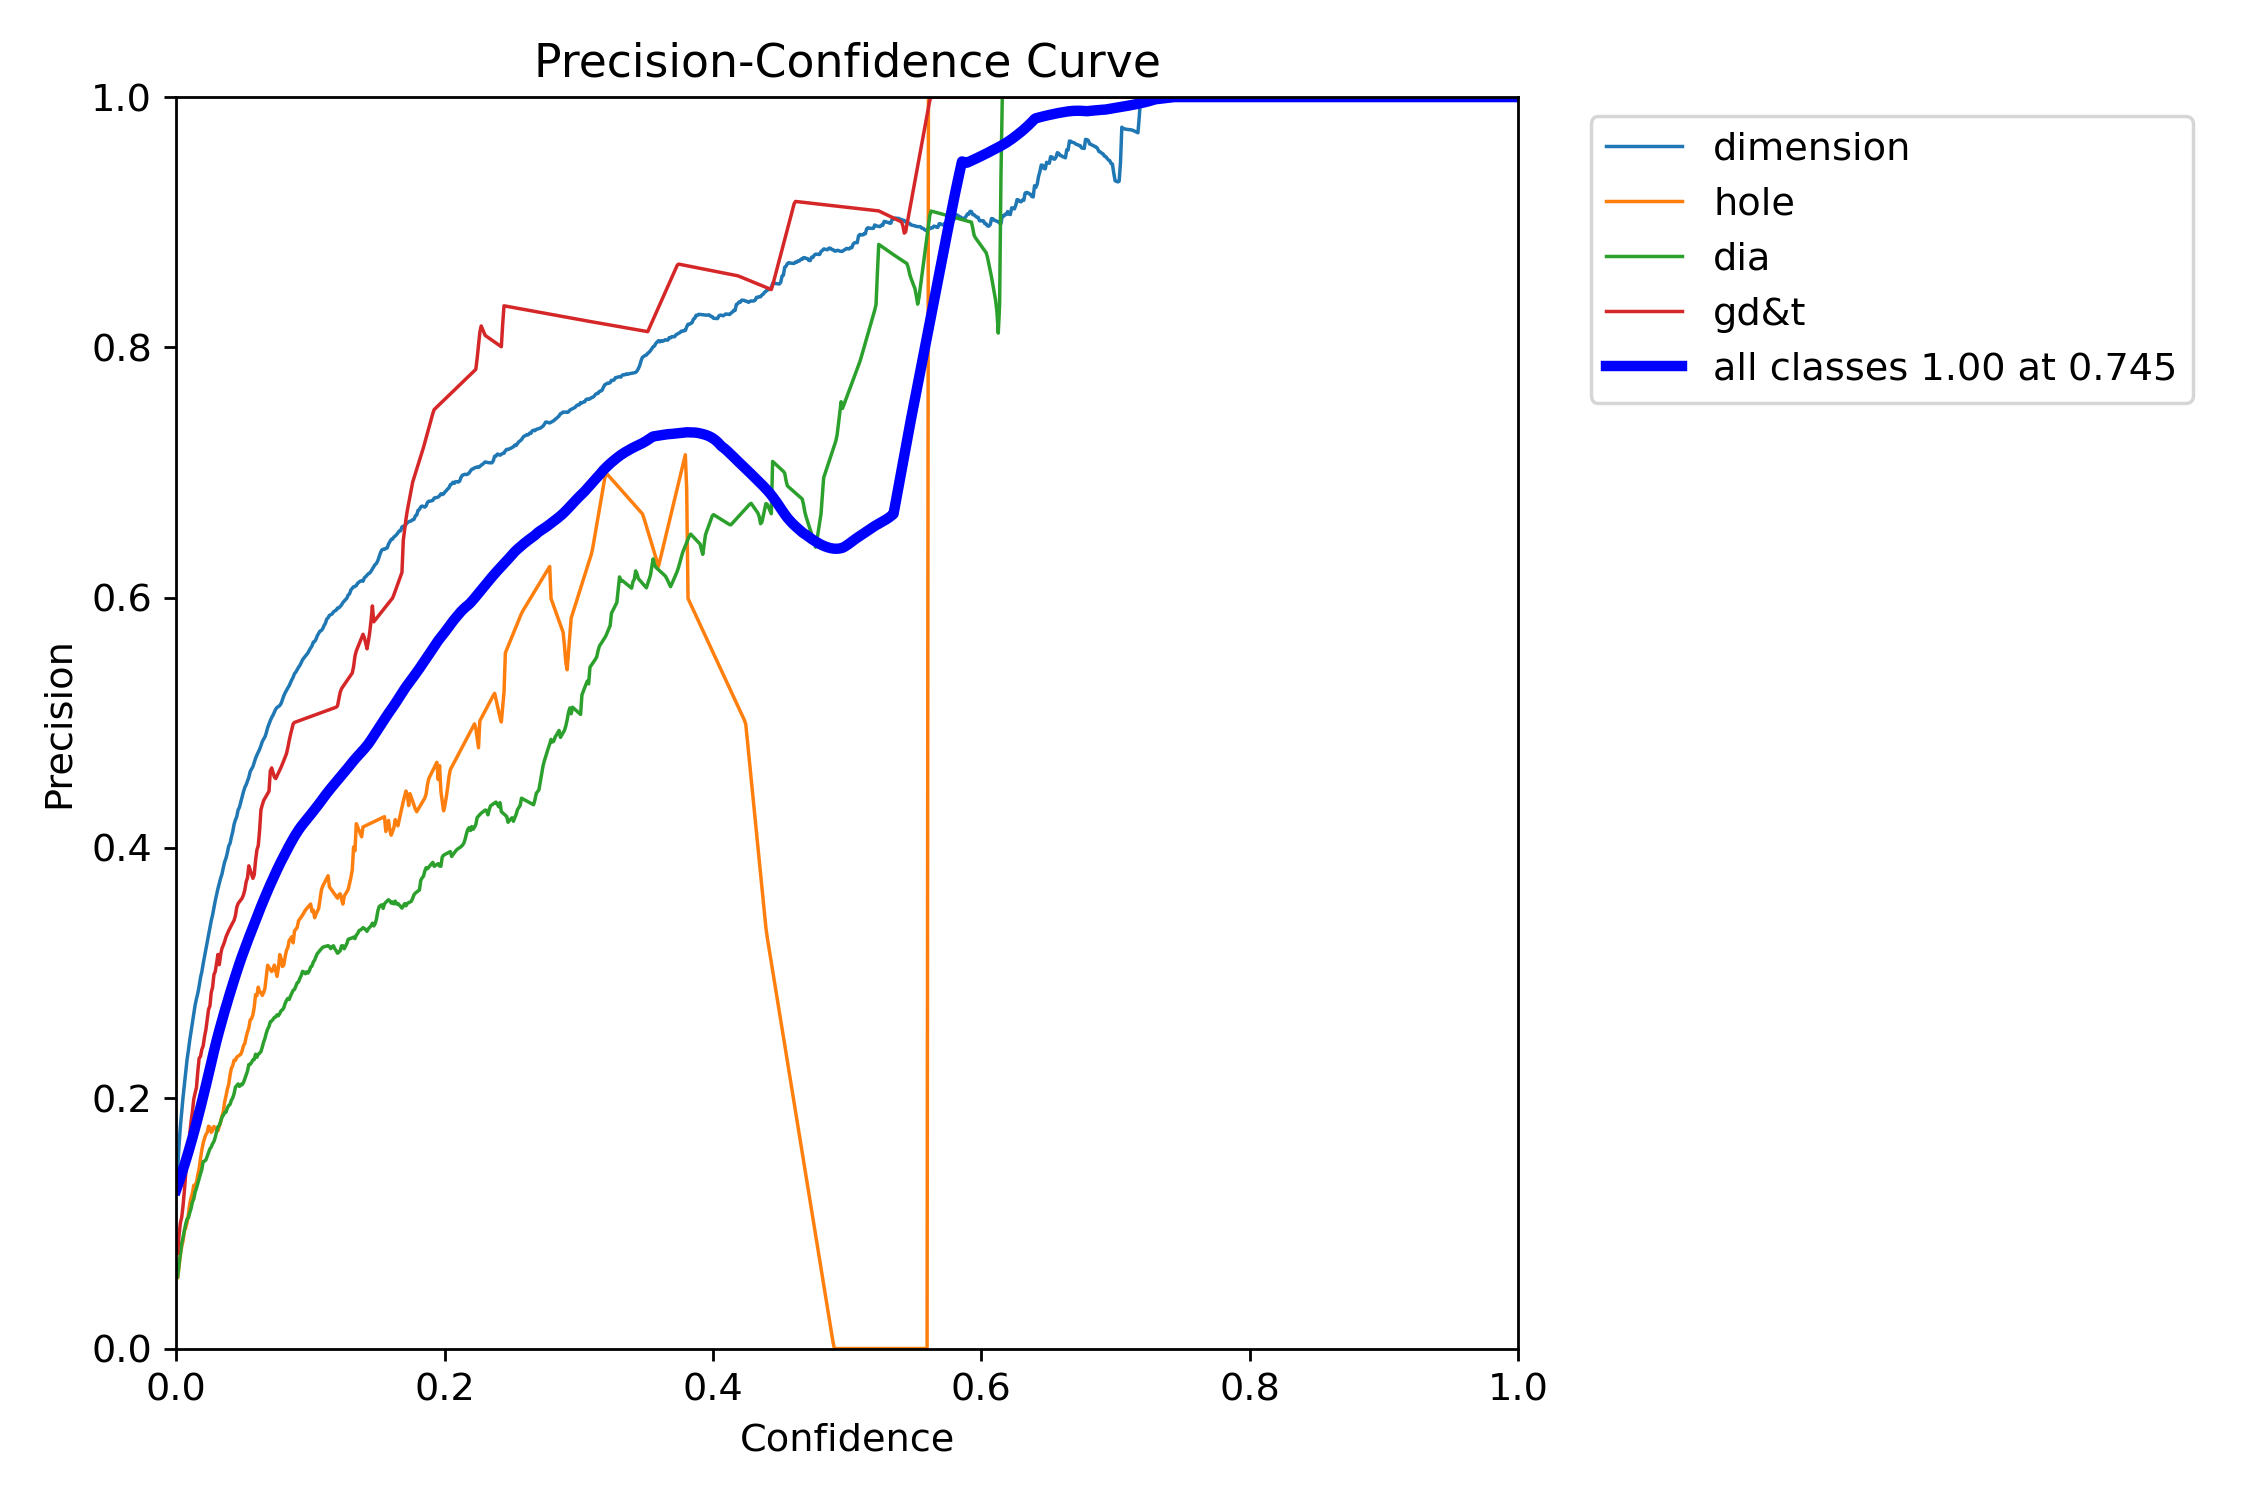 Precision-Confidence Curve
1.0
0.8
0.6
0.4
0.2
0.0
Precision
0.0 0.2 0.4 0.6 0.8 1.0
Confidence
dimension
hole
dia
gd&t
all classes 1.00 at 0.745